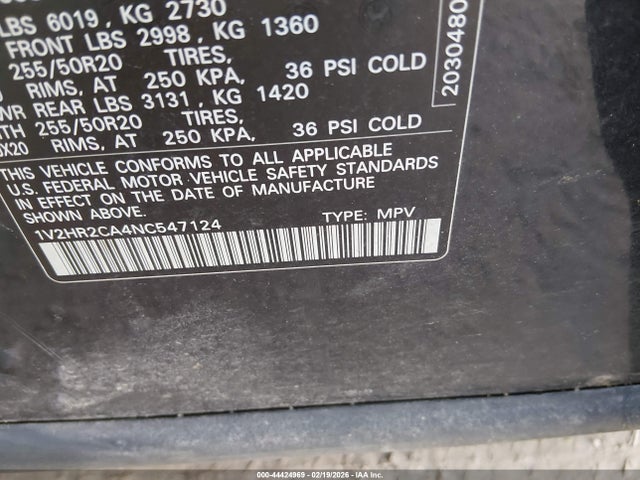 LBS 6019, KG 2730
FRONT LBS 2998, KG 1360
255/50R20 TIRES,
RIMS, AT 250 KPA, 36 PSI COLD
REAR LBS 3131, KG 1420
255/50R20 TIRES,
RIMS, AT 250 KPA, 36 PSI COLD
2030480
THIS VEHICLE CONFORMS TO ALL APPLICABLE
U.S. FEDERAL MOTOR VEHICLE SAFETY STANDARDS
IN EFFECT ON THE DATE OF MANUFACTURE
SHOWN ABOVE.
1V2HR2CA4NC547124 TYPE: MPV
000-44424969 - 02/19/2026 - IAA Inc.